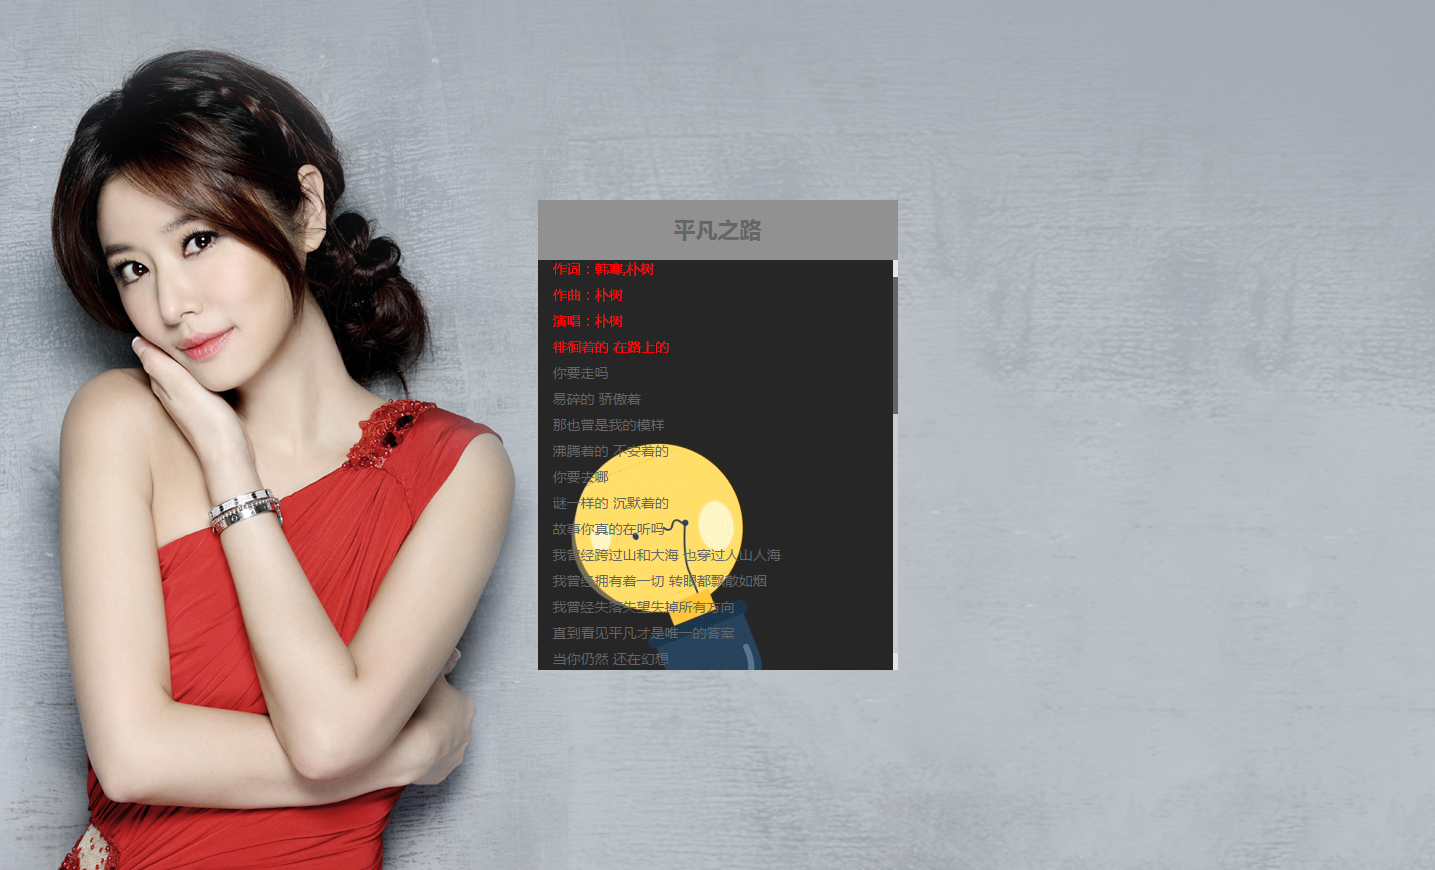 平凡之路
作词：韩寒,朴树
作曲：朴树
演唱：朴树
徘徊着的 在路上的
你要走吗
易碎的 骄傲着
那也曾是我的模样
沸腾着的 不安着的
你要去哪
谜一样的 沉默着的
故事你真的在听吗
我曾经跨过山和大海 也穿过人山人海
我曾经拥有着一切 转眼都飘散如烟
我曾经失落失望失掉所有方向
直到看见平凡才是唯一的答案
当你仍然 还在幻想